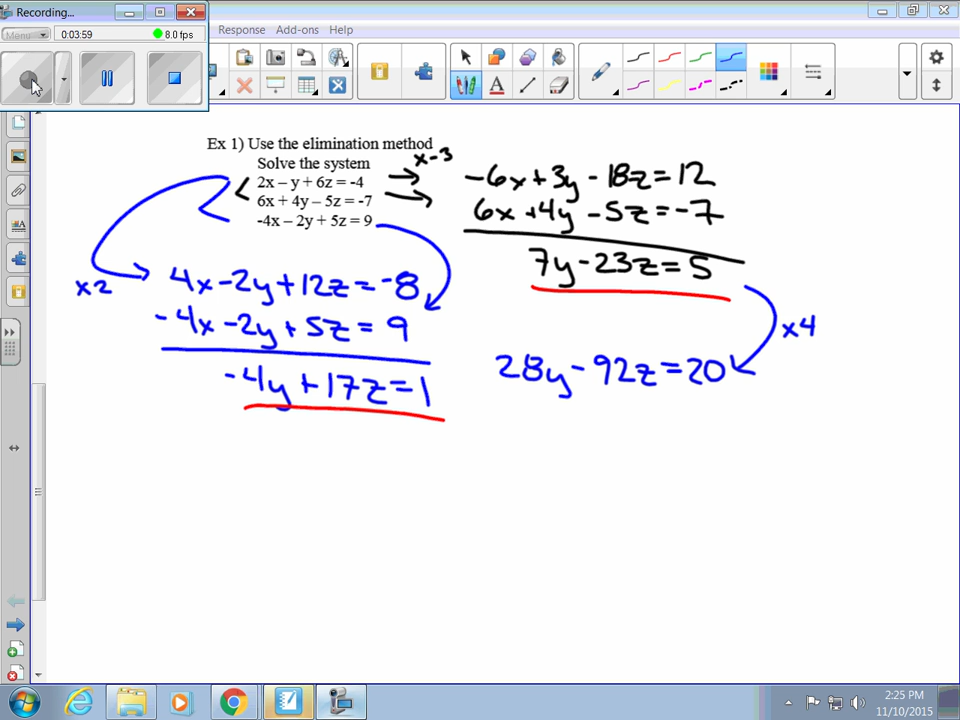 Recording...
Menu
0:03:59
8.0 fps
Response Add-ons Help
Ex 1) Use the elimination method
Solve the system
2x – y + 6z = -4
6x + 4y – 5z = -7
-4x – 2y + 5z = 9
x-3
-6x+3y-18z=12
6x+4y-5z=-7
7y-23z=5
x2
4x-2y+12z=-8
-4x-2y+5z=9
-4y+17z=1
x4
28y-92z=20
2:25 PM
11/10/2015